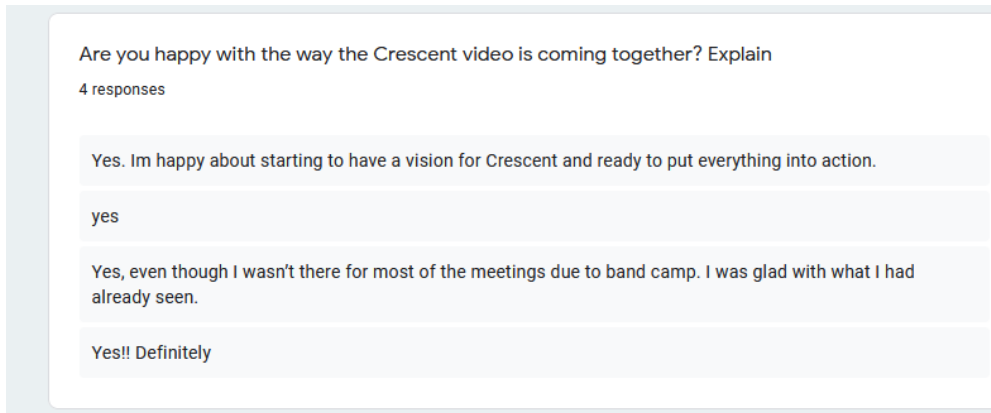 Are you happy with the way the Crescent video is coming together? Explain
4 responses
Yes. Im happy about starting to have a vision for Crescent and ready to put everything into action.
yes
Yes, even though I wasn't there for most of the meetings due to band camp. I was glad with what I had
already seen.
Yes!! Definitely